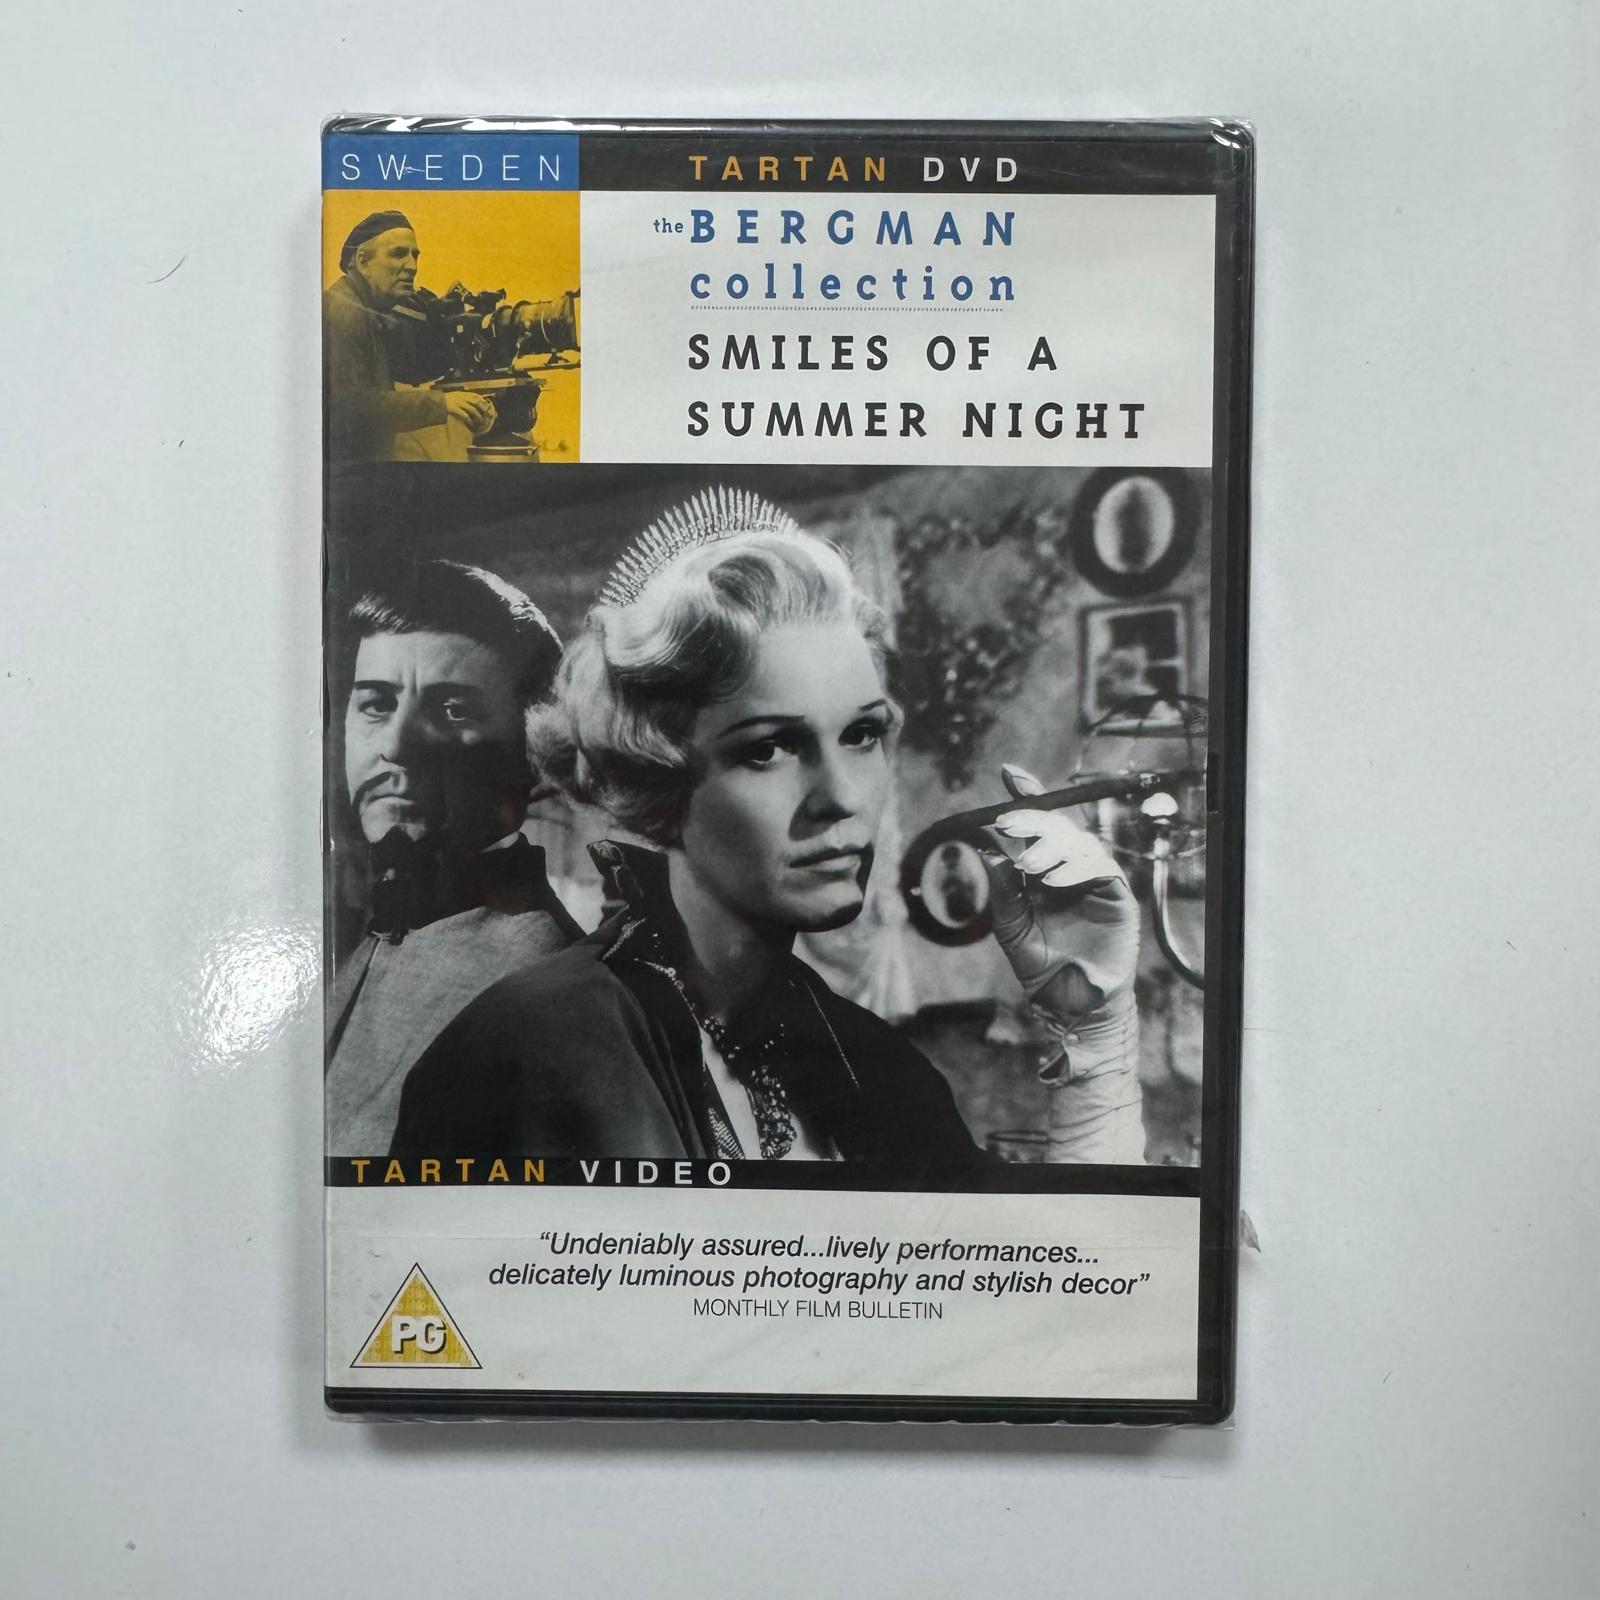 SWEDEN
TARTAN DVD
the BERGMAN
collection
SMILES OF A
SUMMER NIGHT
TARTAN VIDEO
“Undeniably assured...lively performances...
delicately luminous photography and stylish decor”
MONTHLY FILM BULLETIN
PG